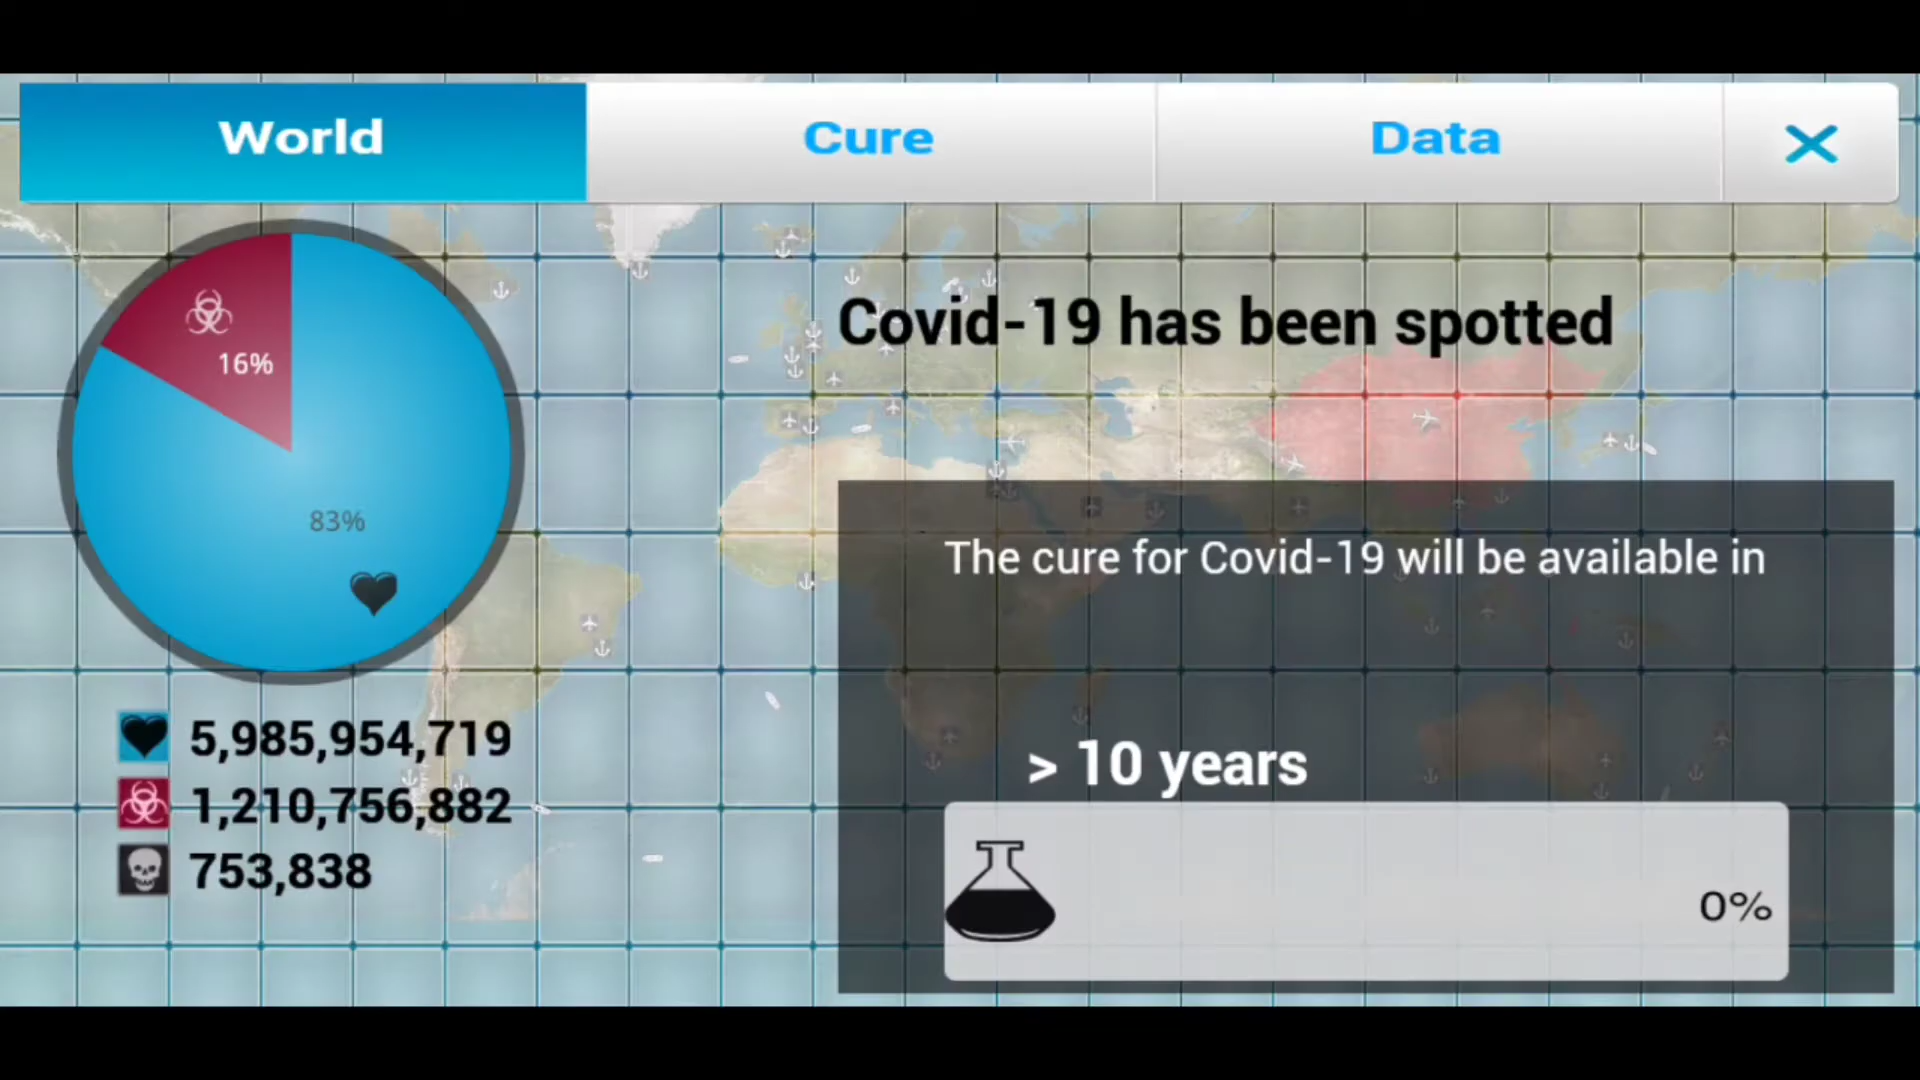 World
Cure
Data
16%
83%
5,985,954,719
1,210,756,882
753,838
Covid-19 has been spotted
The cure for Covid-19 will be available in
> 10 years
0%